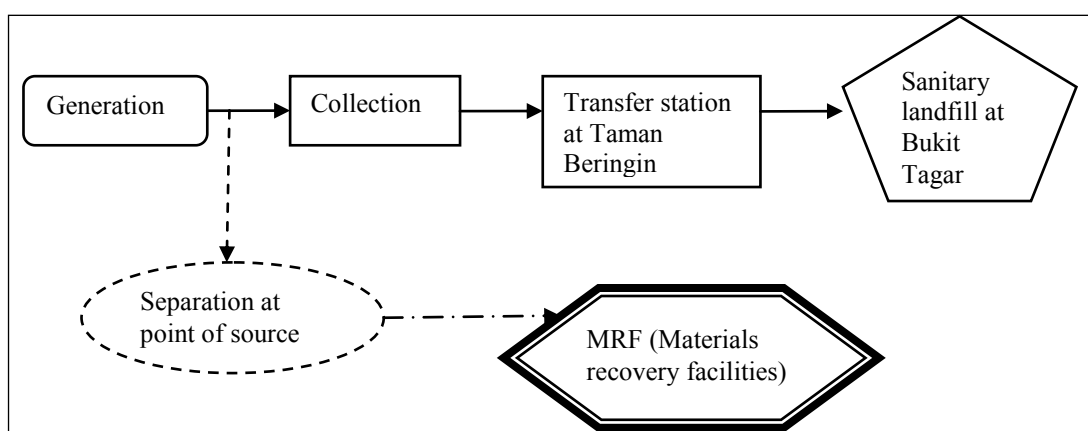 Generation
Collection
Transfer station
at Taman
Beringin
Sanitary
landfill at
Bukit
Tagar
Separation at
point of source
MRF (Materials
recovery facilities)